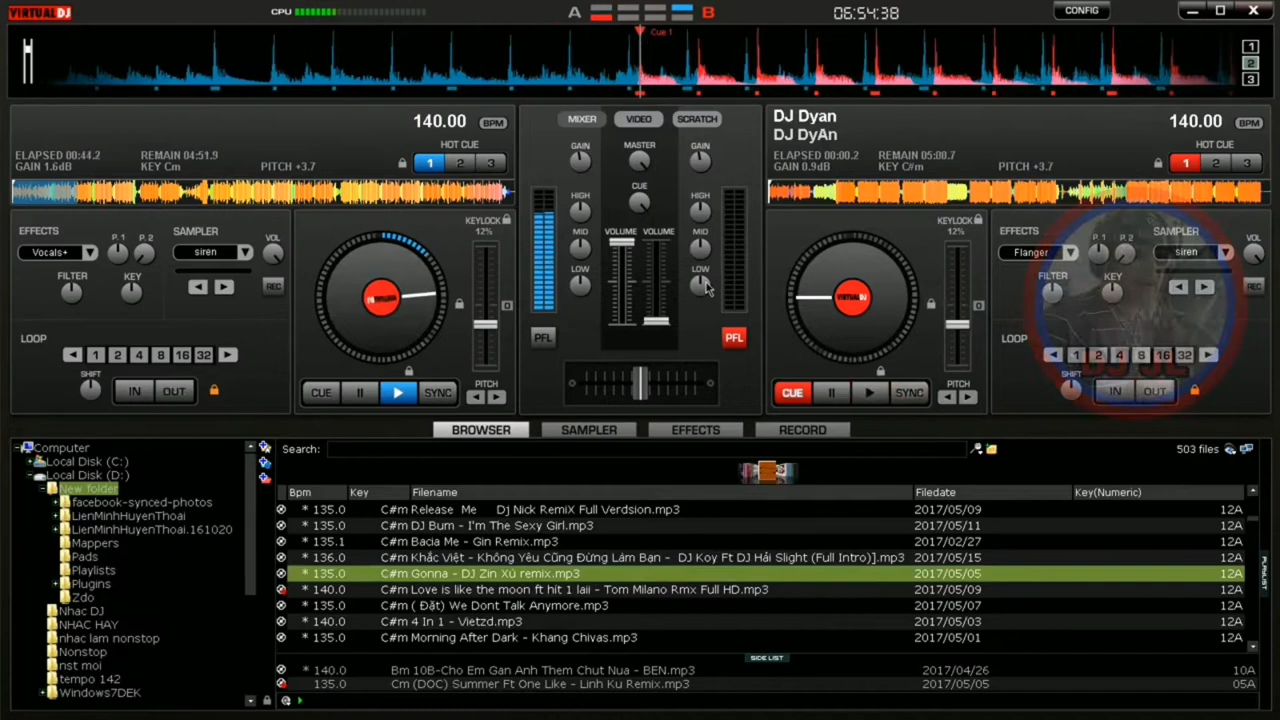 VIRTUALDJ
CPU
A
B
06:54:38
CONFIG
Cue 1
1
2
3
140.00 BPM
HOT CUE
ELAPSED 00:44.2 REMAIN 04:51.9
GAIN 1.6dB KEY Cm PITCH +3.7
1 2 3
MIXER VIDEO SCRATCH
GAIN MASTER GAIN
CUE
HIGH HIGH
MID VOLUME VOLUME MID
LOW LOW
PFL PFL
DJ Dyan
DJ DyAn
140.00 BPM
HOT CUE
ELAPSED 00:00.2 REMAIN 05:00.7
GAIN 0.9dB KEY C#m PITCH +3.7
1 2 3
EFFECTS P. 1 P. 2 SAMPLER VOL
Vocals+ siren
FILTER KEY REC
LOOP
1 2 4 8 16 32
SHIFT IN OUT
KEYLOCK
12%
CUE SYNC PITCH
KEYLOCK
12%
VIRTUALDJ
CUE SYNC PITCH
EFFECTS P. 1 P. 2 SAMPLER VOL
Flanger siren
FILTER KEY REC
LOOP
1 2 4 8 16 32
SHIFT IN OUT
BROWSER SAMPLER EFFECTS RECORD
Computer
Local Disk (C:)
Local Disk (D:)
New folder
facebook-synced-photos
LienMinhHuyenThoai
LienMinhHuyenThoai.161020
Mappers
Pads
Playlists
Plugins
Zdo
Nhac DJ
NHAC HAY
nhac lam nonstop
Nonstop
nst moi
tempo 142
Windows7DEK
Search: 503 files
Bpm Key Filename Filedate Key(Numeric)
* 135.0 C#m Release Me Dj Nick RemiX Full Verdsion.mp3 2017/05/09 12A
* 135.0 C#m DJ Bum - I'm The Sexy Girl.mp3 2017/05/11 12A
* 135.1 C#m Bacia Me - Gin Remix.mp3 2017/02/27 12A
* 136.0 C#m Khắc Việt - Không Yêu Cũng Đừng Làm Bạn - DJ Koy Ft DJ Hải Slight (Full Intro)].mp3 2017/05/15 12A
* 135.0 C#m Gonna - DJ Zin Xù remix.mp3 2017/05/05 12A
* 140.0 C#m Love is like the moon ft hit 1 laii - Tom Milano Rmx Full HD.mp3 2017/05/09 12A
* 135.0 C#m ( Đạt) We Dont Talk Anymore.mp3 2017/05/07 12A
* 140.0 C#m 4 In 1 - Vietzd.mp3 2017/05/03 12A
* 135.0 C#m Morning After Dark - Khang Chivas.mp3 2017/05/01 12A
SIDE LIST
* 140.0 Bm 10B-Cho Em Gan Anh Them Chut Nua - BEN.mp3 2017/04/26 10A
* 135.0 Cm (DOC) Summer Ft One Like - Linh Ku Remix.mp3 2017/05/05 05A
PLAYLIST